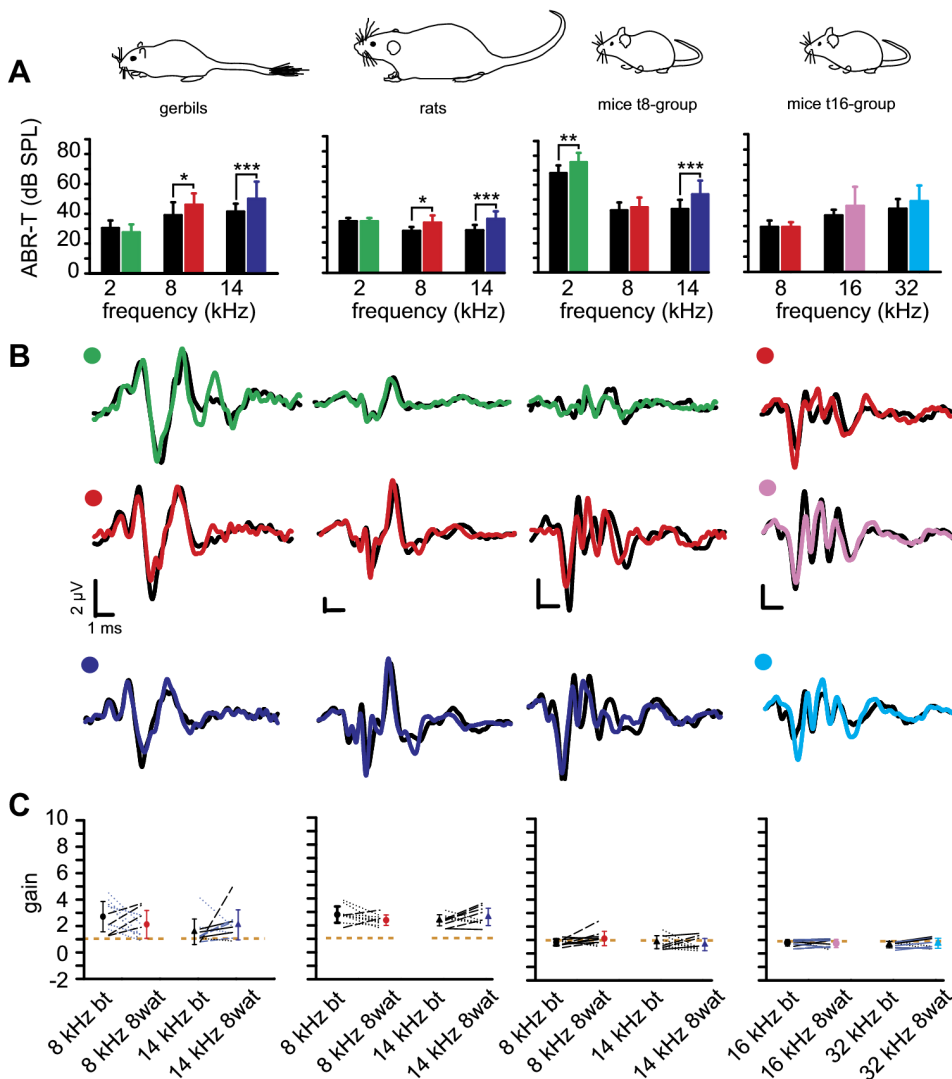 A
gerbils
rats
mice t8-group
mice t16-group
ABR-T (dB SPL)
80
60
40
20
0
** 
* *** * *** ***
2 8 14
2 8 14
2 8 14
8 16 32
frequency (kHz)
frequency (kHz)
frequency (kHz)
frequency (kHz)
B
2 µV
1 ms
C
gain
10
8
6
4
2
0
-2
8 kHz bt
8 kHz 8wat
14 kHz bt
14 kHz 8wat
8 kHz bt
8 kHz 8wat
14 kHz bt
14 kHz 8wat
8 kHz bt
8 kHz 8wat
14 kHz bt
14 kHz 8wat
16 kHz bt
16 kHz 8wat
32 kHz bt
32 kHz 8wat